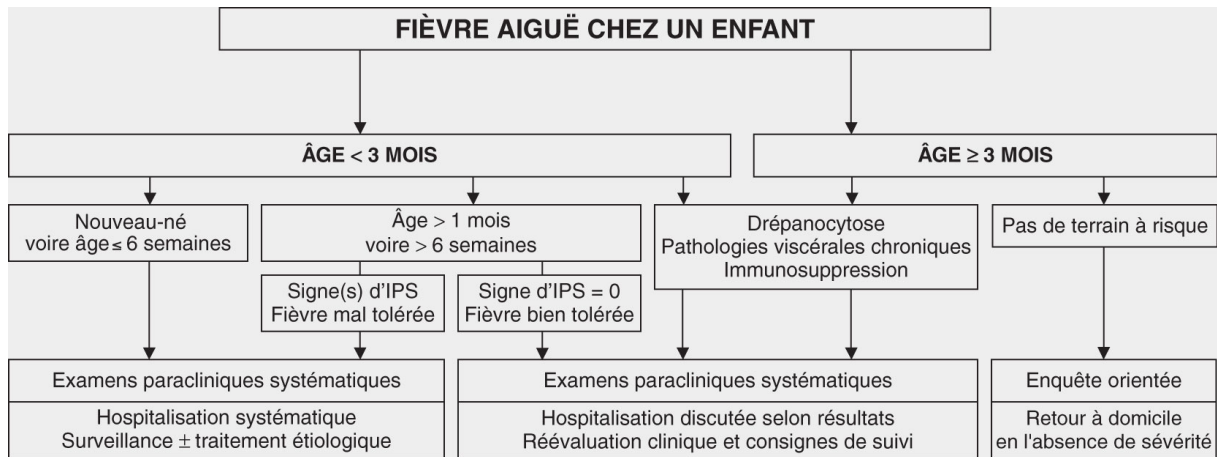 FIÈVRE AIGUË CHEZ UN ENFANT
ÂGE < 3 MOIS
ÂGE ≥ 3 MOIS
Nouveau-né
voire âge ≤ 6 semaines
Âge > 1 mois
voire > 6 semaines
Drépanocytose
Pathologies viscérales chroniques
Immunosuppression
Pas de terrain à risque
Signe(s) d'IPS
Fièvre mal tolérée
Signe d'IPS = 0
Fièvre bien tolérée
Examens paracliniques systématiques
Hospitalisation systématique
Surveillance ± traitement étiologique
Examens paracliniques systématiques
Hospitalisation discutée selon résultats
Réévaluation clinique et consignes de suivi
Enquête orientée
Retour à domicile
en l'absence de sévérité